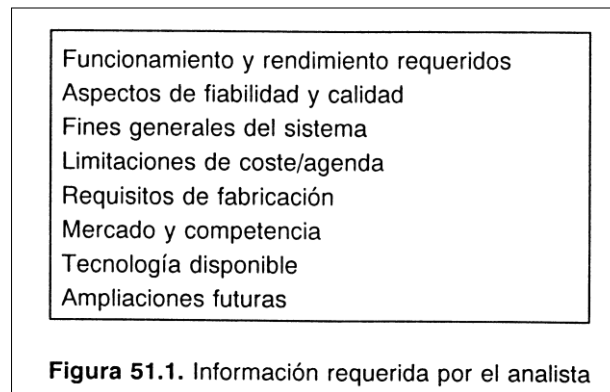 Funcionamiento y rendimiento requeridos
Aspectos de fiabilidad y calidad
Fines generales del sistema
Limitaciones de coste/agenda
Requisitos de fabricación
Mercado y competencia
Tecnología disponible
Ampliaciones futuras
Figura 51.1. Información requerida por el analista